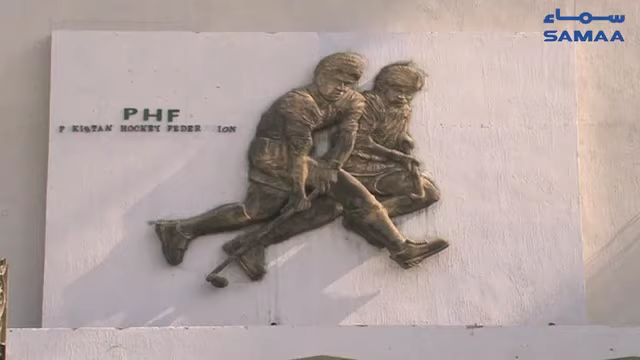 سماء
SAMAA
PHF
P KISTAN HOCKEY FEDER ION